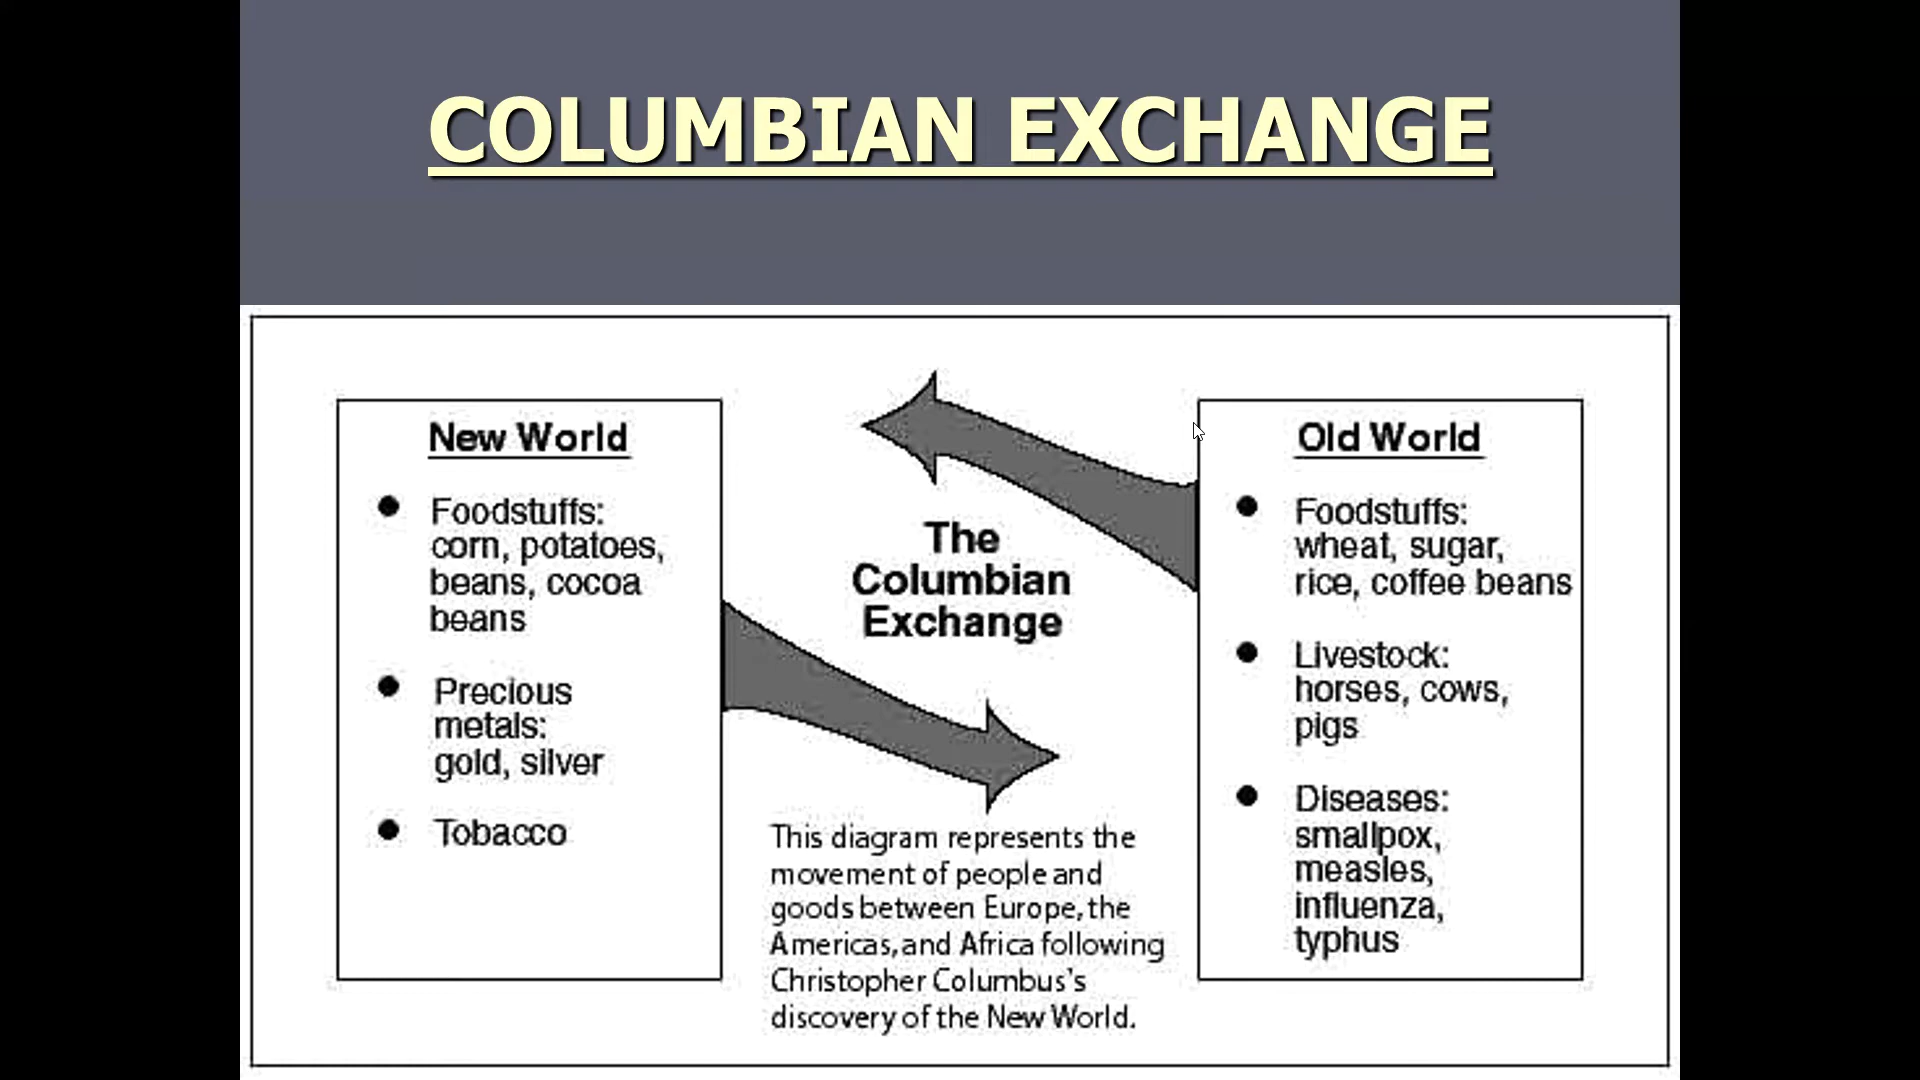 COLUMBIAN EXCHANGE
New World
Foodstuffs:
corn, potatoes,
beans, cocoa
beans
Precious
metals:
gold, silver
Tobacco
The
Columbian
Exchange
This diagram represents the
movement of people and
goods between Europe, the
Americas, and Africa following
Christopher Columbus's
discovery of the New World.
Old World
Foodstuffs:
wheat, sugar,
rice, coffee beans
Livestock:
horses, cows,
pigs
Diseases:
smallpox,
measles,
influenza,
typhus